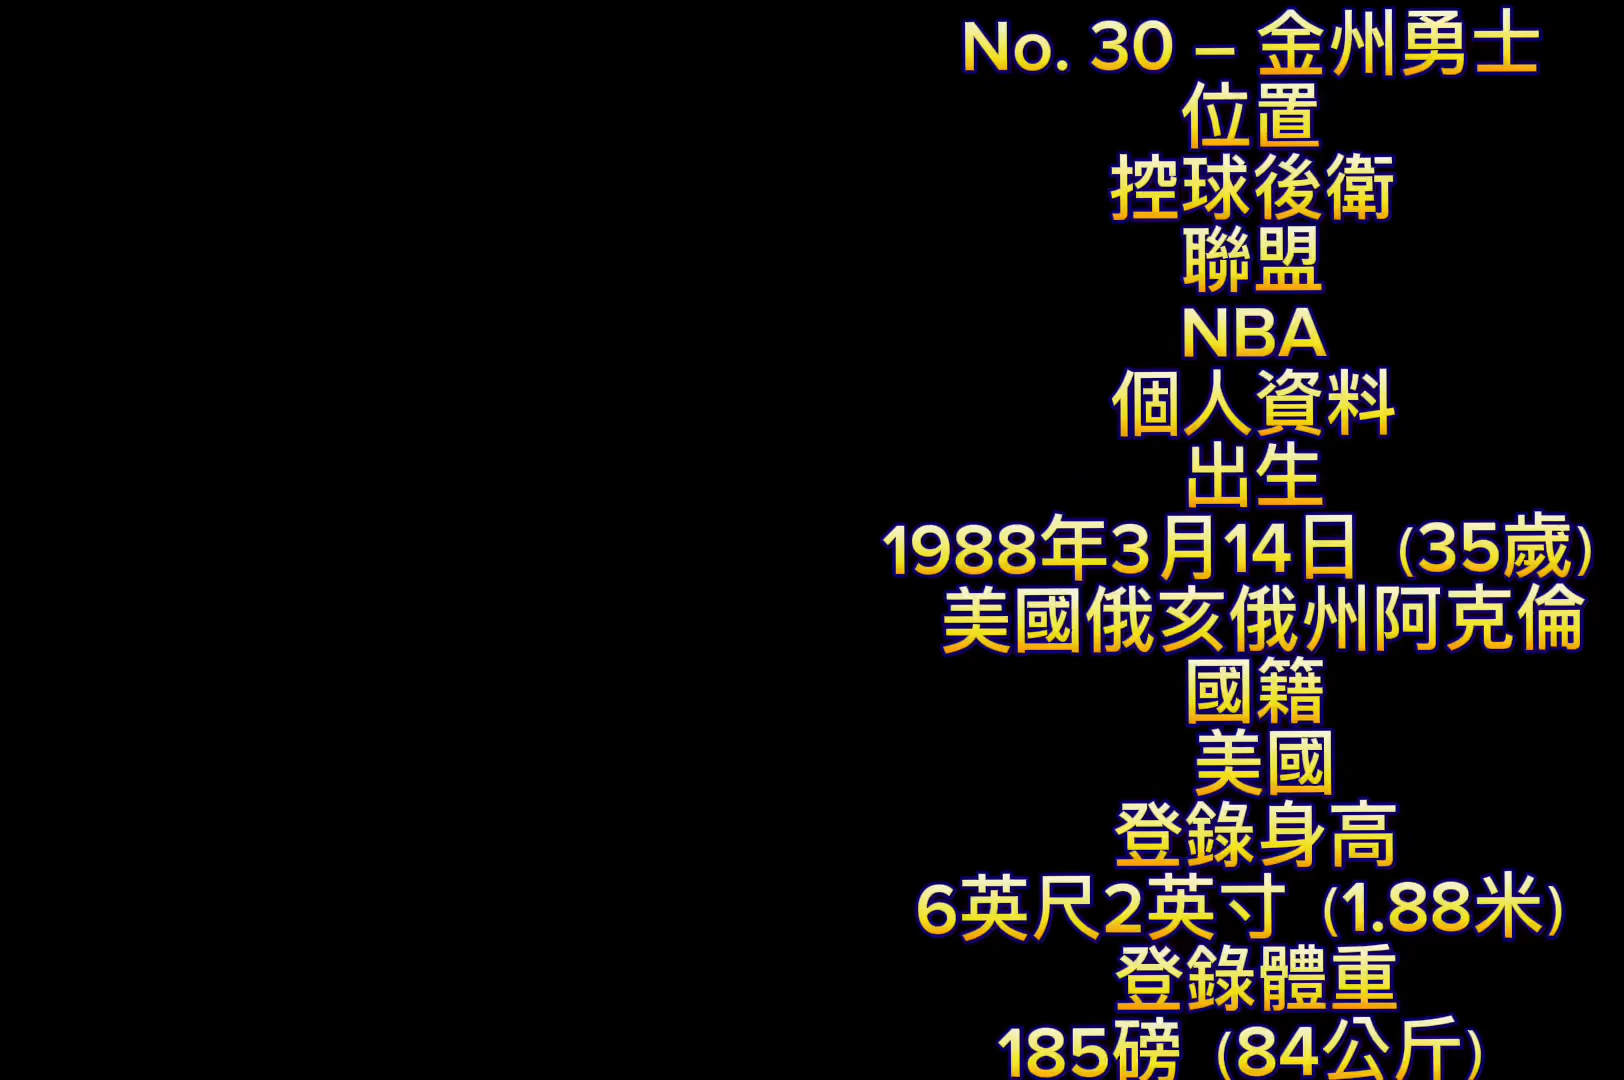 No. 30 – 金州勇士
位置
控球後衛
聯盟
NBA
個人資料
出生
1988年3月14日（35歲）
美國俄亥俄州阿克倫
國籍
美國
登錄身高
6英尺2英寸（1.88米）
登錄體重
185磅（84公斤）